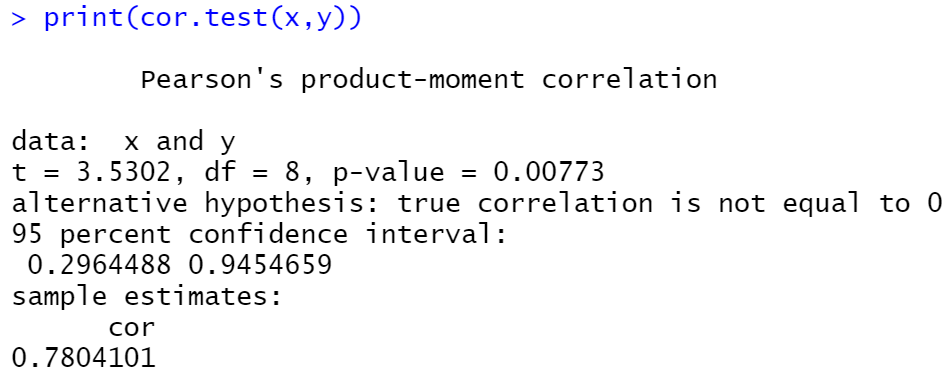 > print(cor.test(x,y))
Pearson's product-moment correlation
data:  x and y
t = 3.5302, df = 8, p-value = 0.00773
alternative hypothesis: true correlation is not equal to 0
95 percent confidence interval:
 0.2964488 0.9454659
sample estimates:
cor
0.7804101